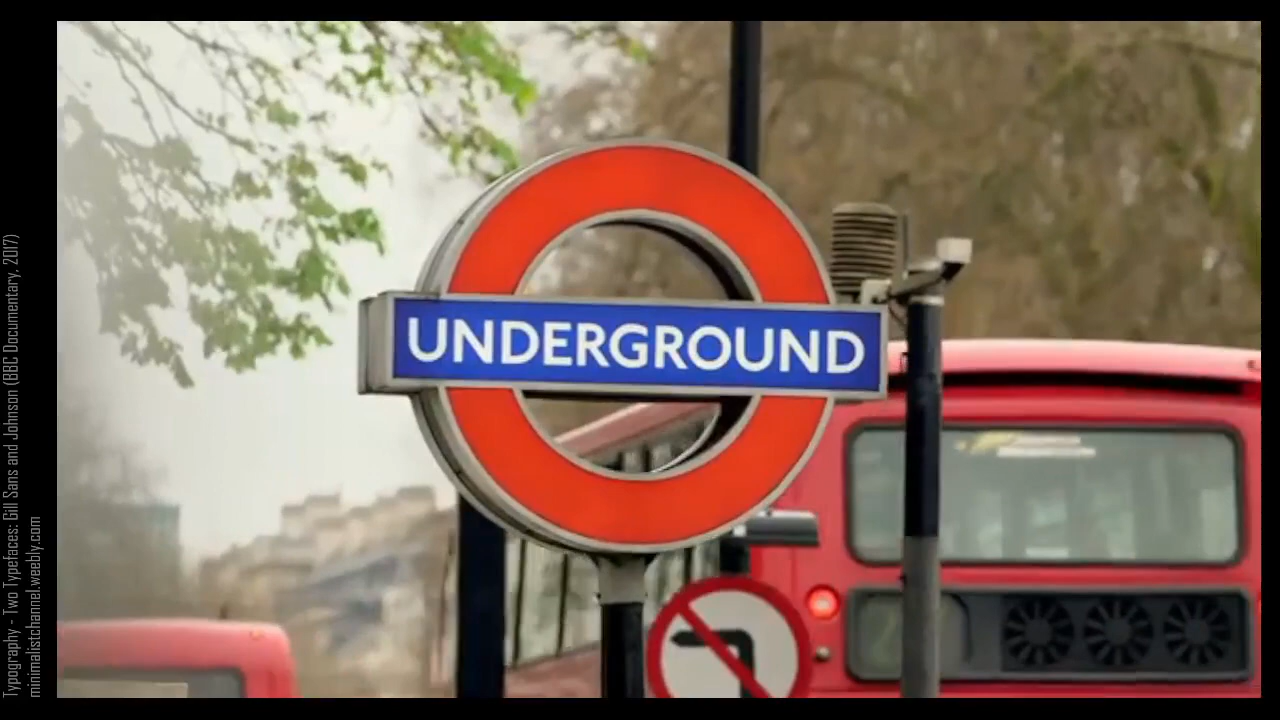 UNDERGROUND
Typography - Two Typefaces: Gill Sans and Johnson (BBC Documentary, 2017)
minimalistchannel.weebly.com